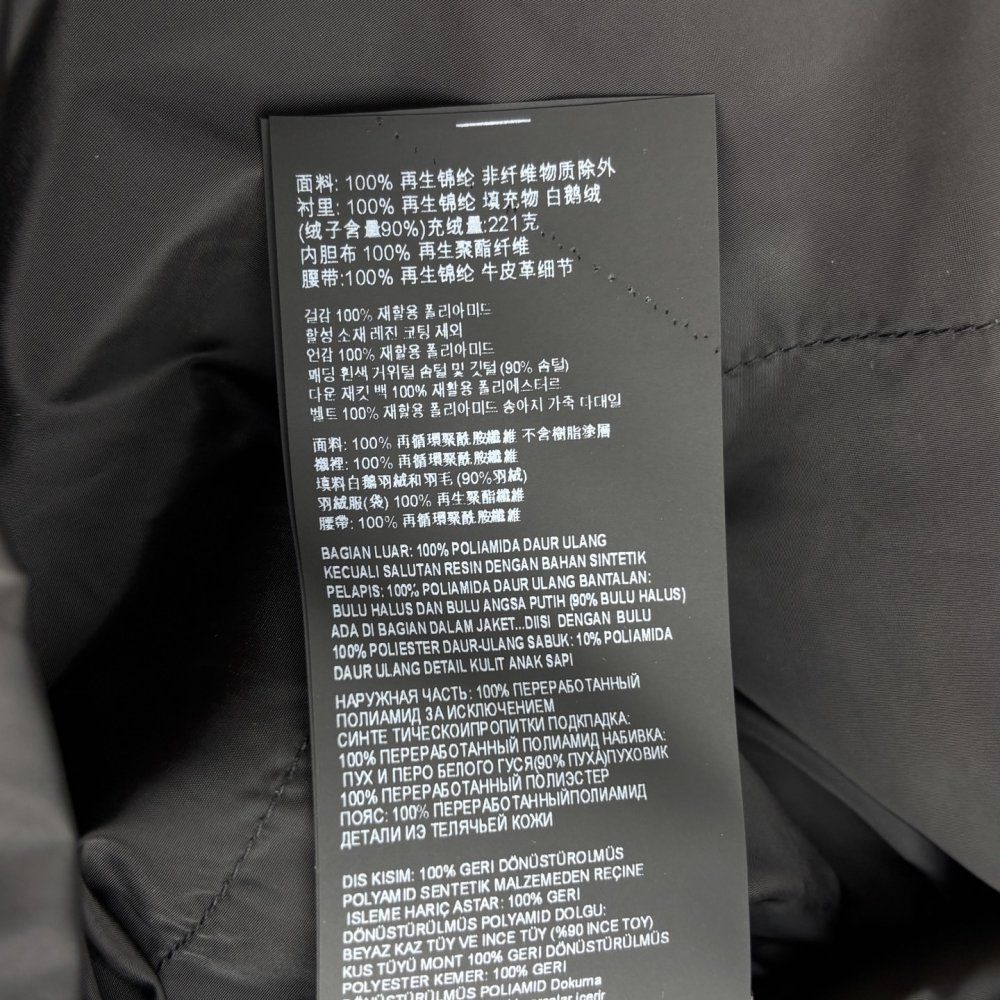 面料: 100% 再生锦纶 非纤维物质除外
衬里: 100% 再生锦纶 填充物 白鹅绒
(绒子含量90%)充绒量:221克
内胆布 100% 再生聚酯纤维
腰带:100% 再生锦纶 牛皮革细节
겉감 100% 재활용 폴리아미드
합성 소재 레진 코팅 제외
언감 100% 재할용 폴리아미드
패딩 흰색 거위털 솜털 및 깃털 (90% 솜털)
다운 재킷 백 100% 재활용 폴리에스터르
벨트 100% 재활용 폴리아미드 송아지 가죽 다대일
面料: 100% 再循環聚酰胺纖維 不含樹脂塗層
襯裡: 100% 再循環聚酰胺纖維
填料白鵝羽絨和羽毛 (90%羽絨)
羽絨服(袋) 100% 再生聚酯纖維
腰帶: 100% 再循環聚酰胺纖維
BAGIAN LUAR: 100% POLIAMIDA DAUR ULANG
KECUALI SALUTAN RESIN DENGAN BAHAN SINTETIK
PELAPIS: 100% POLIAMIDA DAUR ULANG BANTALAN:
BULU HALUS DAN BULU ANGSA PUTIH (90% BULU HALUS)
ADA DI BAGIAN DALAM JAKET...DIISI DENGAN BULU
100% POLIESTER DAUR-ULANG SABUK: 10% POLIAMIDA
DAUR ULANG DETAIL KULIT ANAK SAPI
НАРУЖНАЯ ЧАСТЬ: 100% ПЕРЕРАБОТАННЫЙ
ПОЛИАМИД ЗА ИСКЛЮЧЕНИЕМ
СИНТЕ ТИЧЕСКОИПРОПИТКИ ПОДКПАДКА:
100% ПЕРЕРАБОТАННЫЙ ПОЛИАМИД НАБИВКА:
ПУХ И ПЕРО БЕЛОГО ГУСЯ(90% ПУХА)ПУХОВИК
100% ПЕРЕРАБОТАННЫЙ ПОЛИЭСТЕР
ПОЯС: 100% ПЕРЕРАБОТАННЫЙПОЛИАМИД
ДЕТАЛИ ИЭ ТЕЛЯЧЬЕЙ КОЖИ
DIS KISIM: 100% GERI DÖNÜSTÜROLMÜS
POLYAMID SENTETIK MALZEMEDEN REÇINE
ISLEME HARIÇ ASTAR: 100% GERI
DÖNÜSTÜRÜLMÜS POLYAMID DOLGU:
BEYAZ KAZ TÜY VE INCE TÜY (%90 INCE TOY)
KUS TÜYÜ MONT 100% GERI DÖNÜSTÜRÜLMÜS
POLYESTER KEMER: 100% GERI
DÖNÜSTÜRÜLMÜS POLIAMID Dokuma